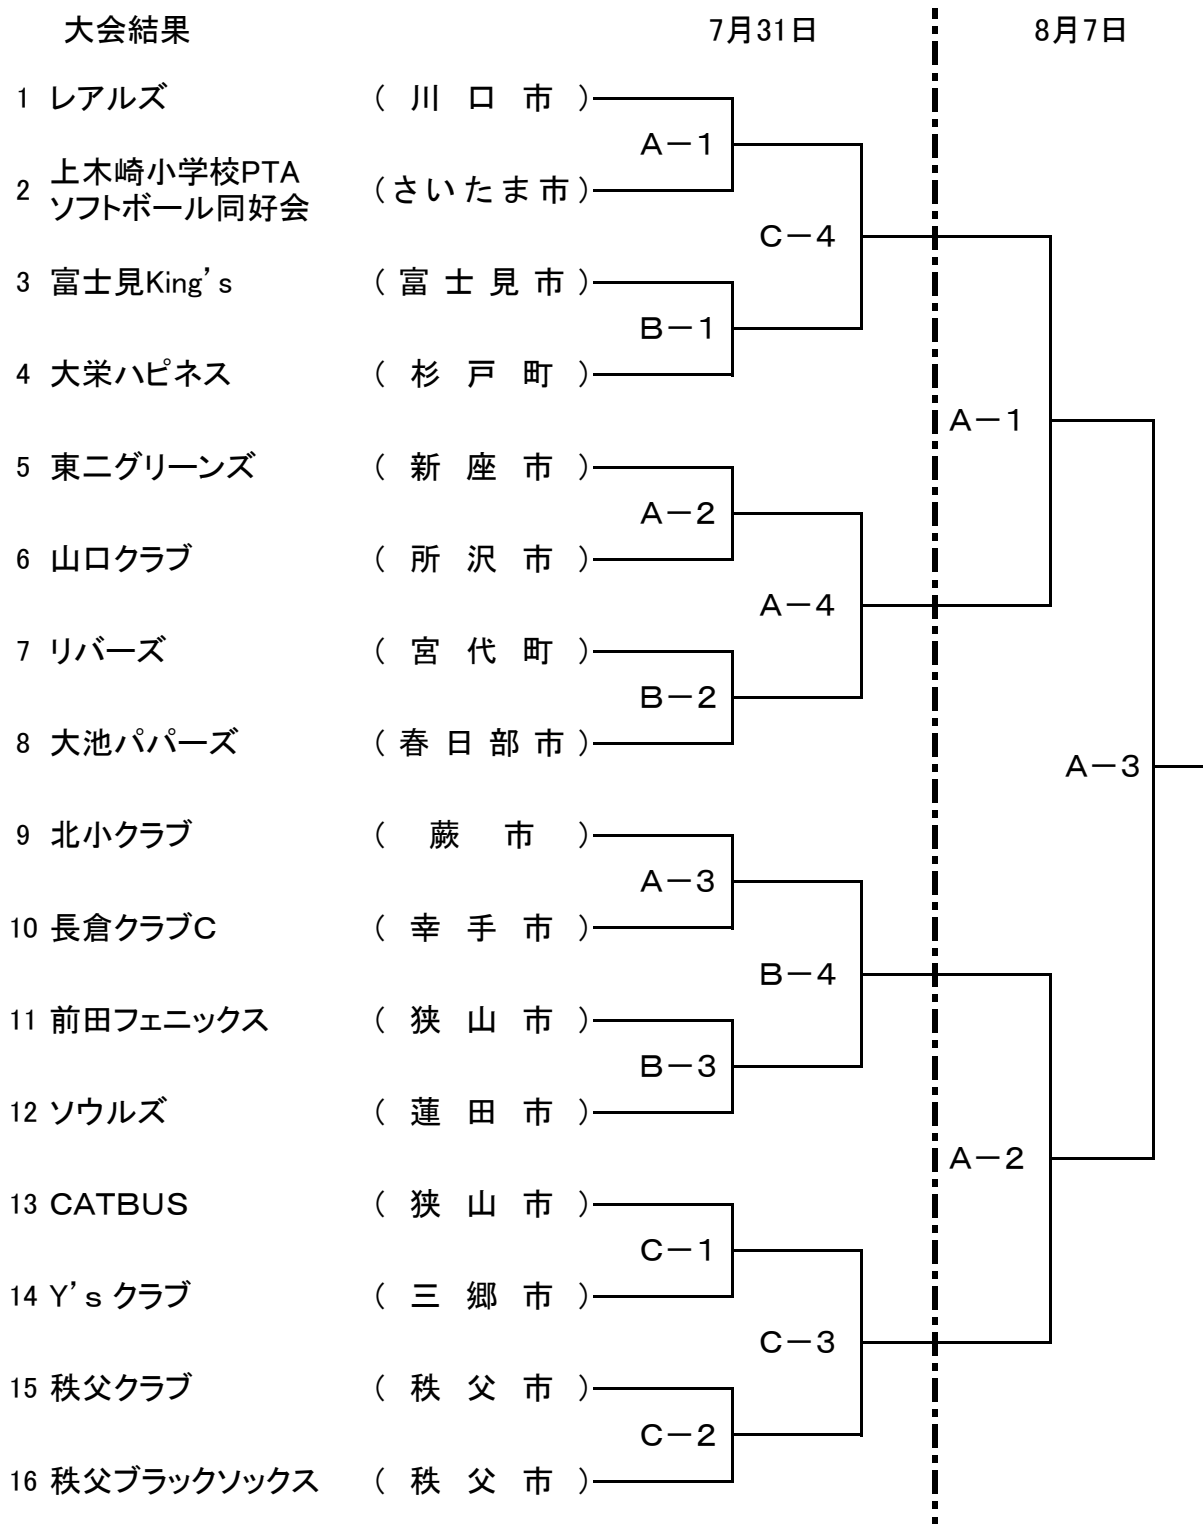 大会結果 7月31日 8月7日
1 レアルズ ( 川 口 市 )
A－1
2 上木崎小学校PTA
ソフトボール同好会 (さいたま市)
C－4
3 富士見King’s ( 富 士 見 市 )
B－1
4 大栄ハピネス ( 杉 戸 町 )
A－1
5 東二グリーンズ ( 新 座 市 )
A－2
6 山口クラブ ( 所 沢 市 )
A－4
7 リバーズ ( 宮 代 町 )
B－2
8 大池パパーズ ( 春 日 部 市 )
A－3
9 北小クラブ ( 蕨 市 )
A－3
10 長倉クラブC ( 幸 手 市 )
B－4
11 前田フェニックス ( 狭 山 市 )
B－3
12 ソウルズ ( 蓮 田 市 )
A－2
13 CATBUS ( 狭 山 市 )
C－1
14 Y’s クラブ ( 三 郷 市 )
C－3
15 秩父クラブ ( 秩 父 市 )
C－2
16 秩父ブラックソックス ( 秩 父 市 )